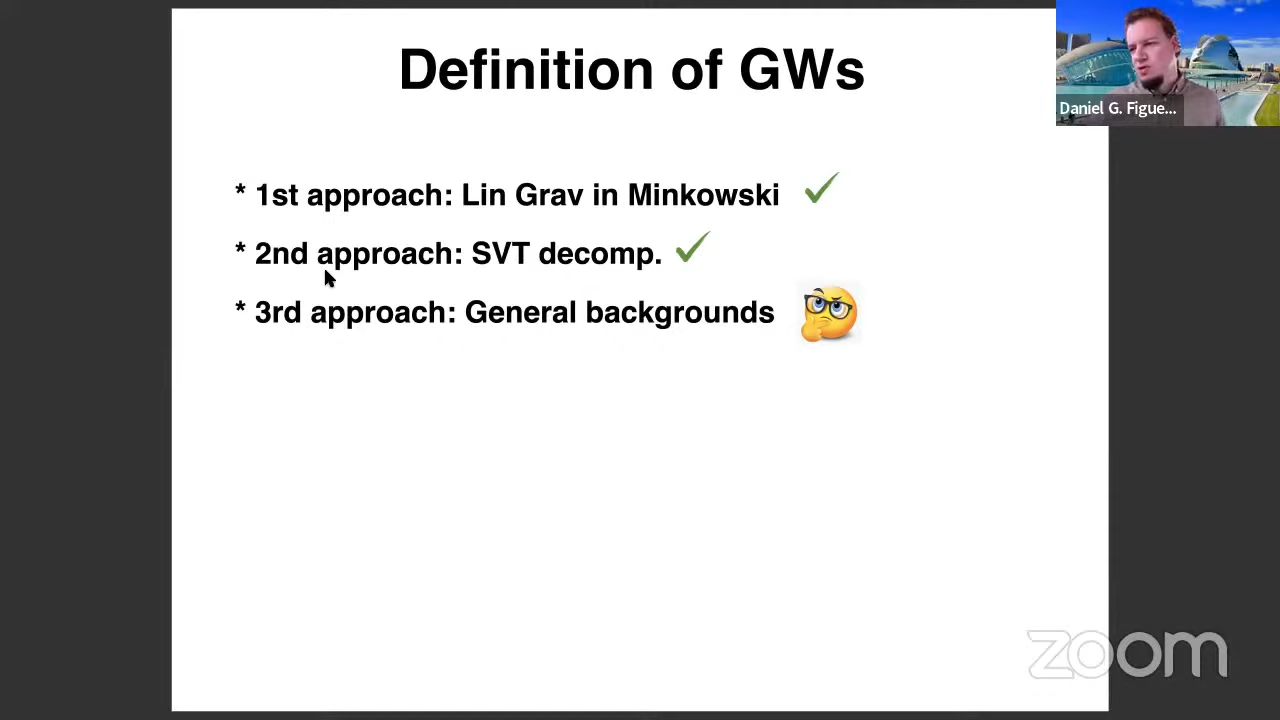 Definition of GWs
Daniel G. Figue...
* 1st approach: Lin Grav in Minkowski
* 2nd approach: SVT decomp.
* 3rd approach: General backgrounds
zoom